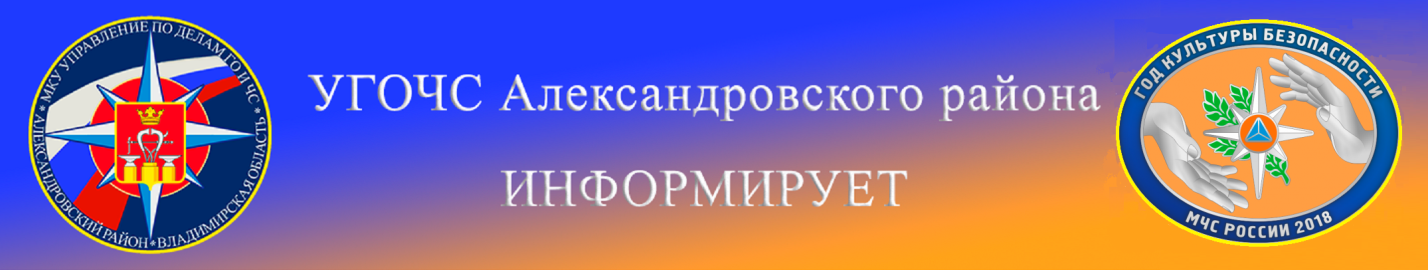 МКУ УПРАВЛЕНИЕ ПО ДЕЛАМ ГО И ЧС
* АЛЕКСАНДРОВСКИЙ РАЙОН * ВЛАДИМИРСКАЯ ОБЛАСТЬ *
УГОЧС Александровского района
ИНФОРМИРУЕТ
ГОД КУЛЬТУРЫ БЕЗОПАСНОСТИ
МЧС РОССИИ 2018